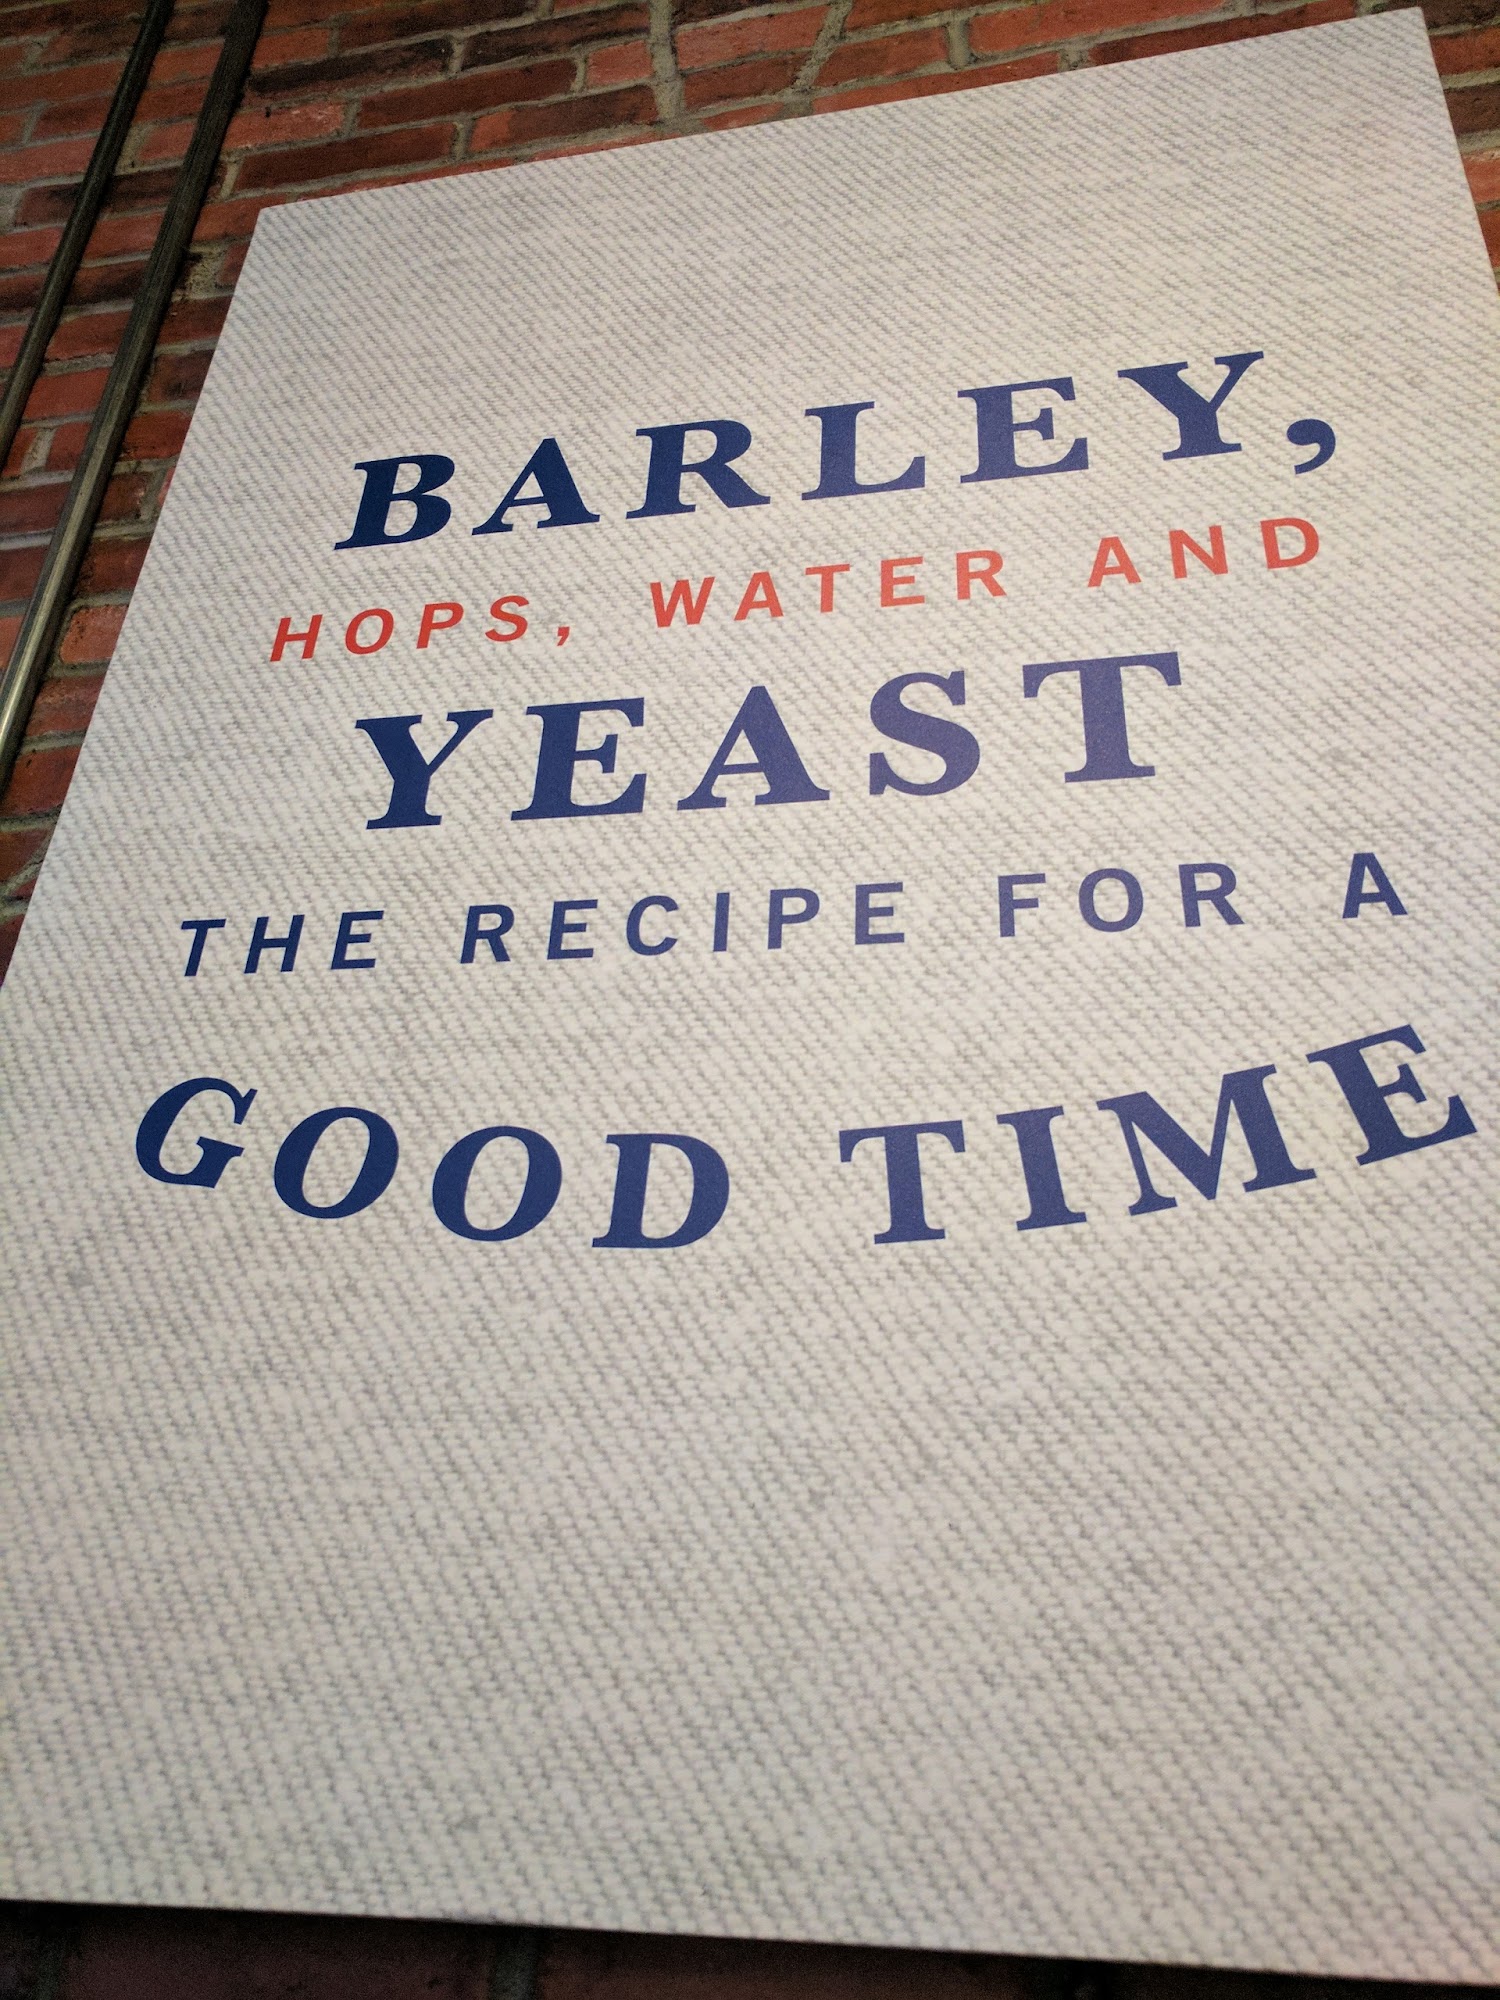 BARLEY,
HOPS, WATER AND
YEAST
THE RECIPE FOR A
GOOD TIME